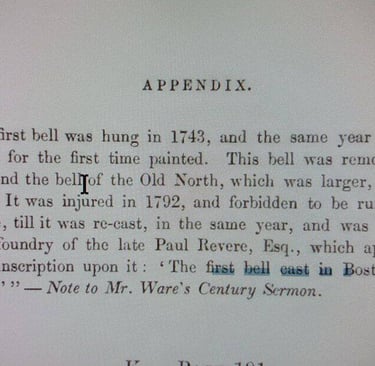 APPENDIX.
first bell was hung in 1743, and the same year
for the first time painted. This bell was remo
nd the bell of the Old North, which was larger,
It was injured in 1792, and forbidden to be ru
, till it was re-cast, in the same year, and was
foundry of the late Paul Revere, Esq., which ap
nscription upon it : ‘ The first bell cast in Bost
’ ” — Note to Mr. Ware's Century Sermon.